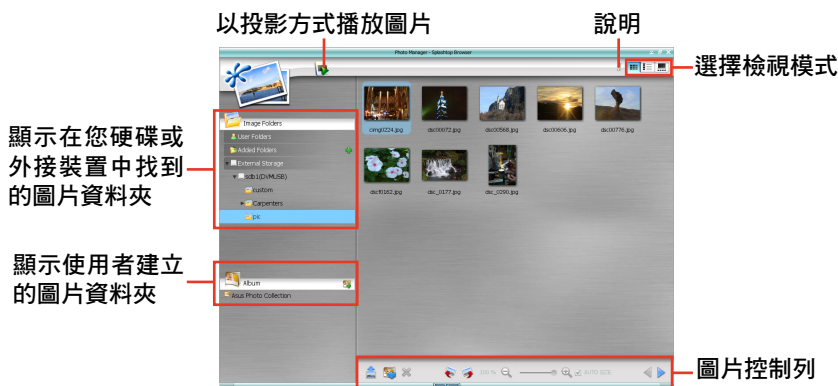 以投影方式播放圖片
說明
Photo Manager - Splashtop Browser
選擇檢視模式
顯示在您硬碟或
外接裝置中找到
的圖片資料夾
Image Folders
User Folders
Added Folders
External Storage
sdb1(DVMUSB)
custom
Carpenters
pic
cimg0224.jpg
dsc00072.jpg
dsc00568.jpg
dsc00606.jpg
dsc00776.jpg
dscf0162.jpg
dsc_0177.jpg
dsc_0290.jpg
顯示使用者建立
的圖片資料夾
Album
Asus Photo Collection
100 %
AUTO SIZE
圖片控制列